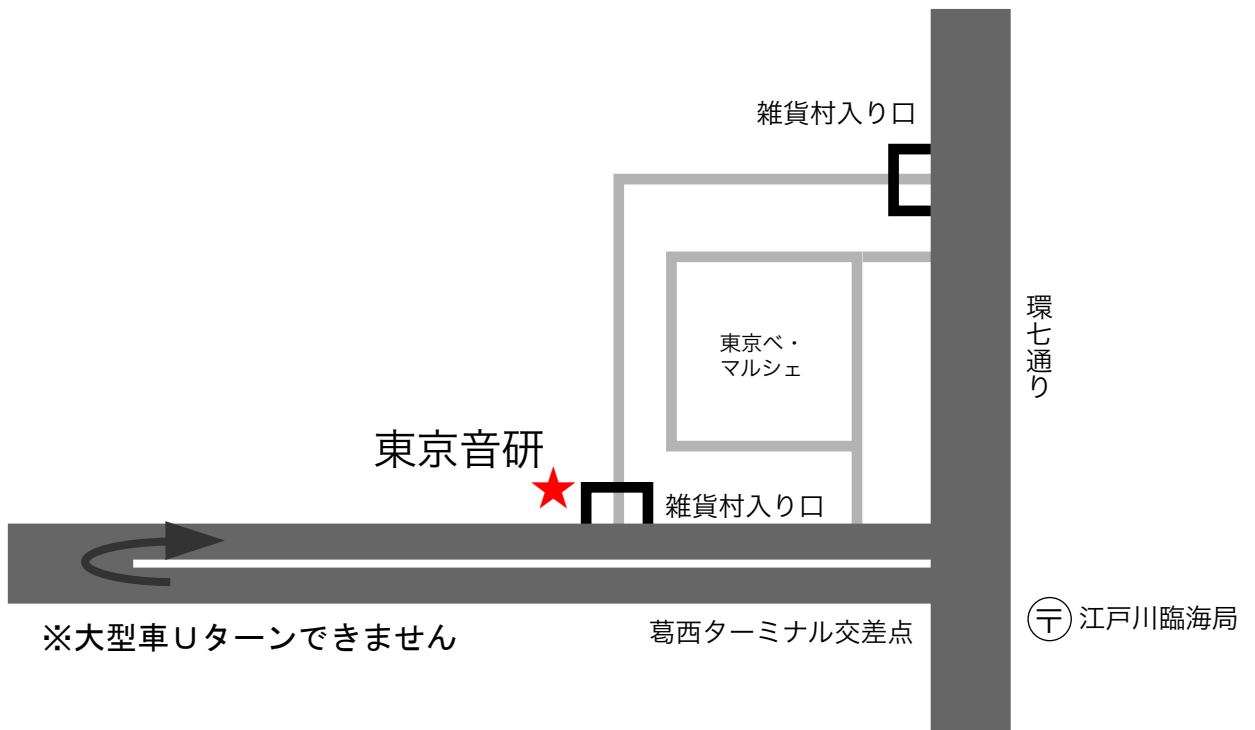 雑貨村入り口
環七通り
東京べ・
マルシェ
東京音研
雑貨村入り口
※大型車Uターンできません
葛西ターミナル交差点
〒江戸川臨海局